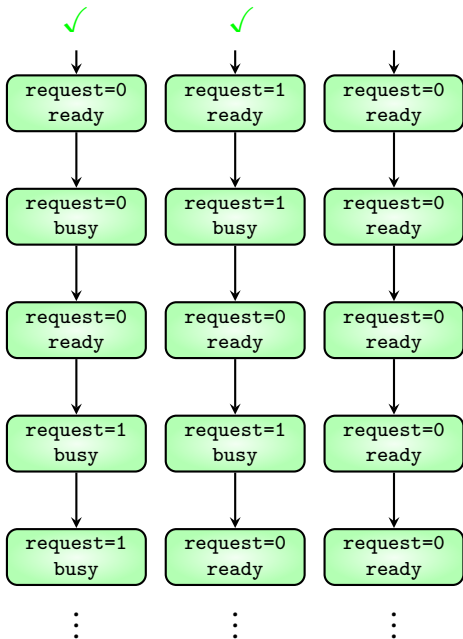 ✓ ✓
request=0 request=1 request=0
ready ready ready
request=0 request=1 request=0
busy busy ready
request=0 request=0 request=0
ready ready ready
request=1 request=1 request=0
busy busy ready
request=1 request=0 request=0
busy ready ready
⋮ ⋮ ⋮